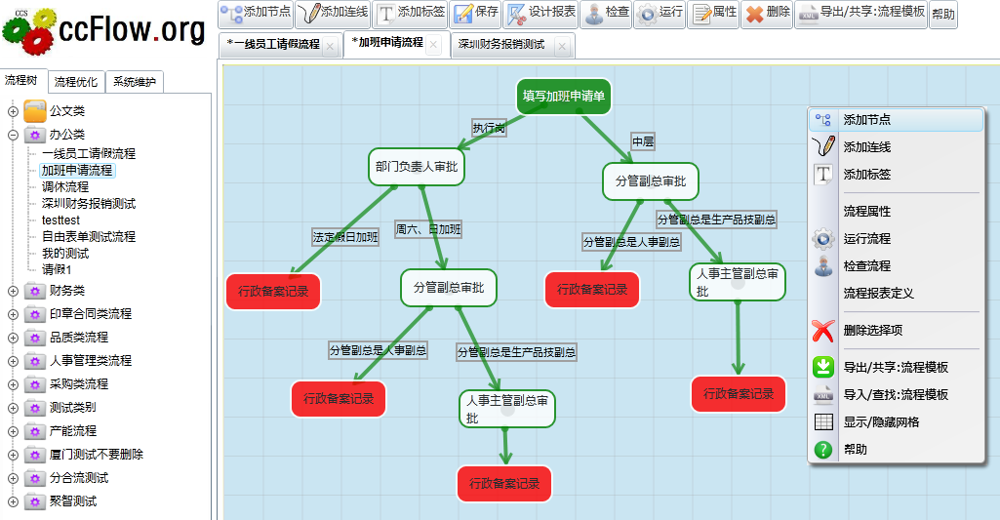 CCS
ccFlow.org
添加节点
添加连线
添加标签
保存
设计报表
检查
运行
属性
删除
导出/共享:流程模板
帮助
*一线员工请假流程
*加班申请流程
深圳财务报销测试
流程树
流程优化
系统维护
公文类
办公类
一线员工请假流程
加班申请流程
调休流程
深圳财务报销测试
testtest
自由表单测试流程
我的测试
请假1
财务类
印章合同类流程
品质类流程
人事管理类流程
采购类流程
测试类别
产能流程
厦门测试不要删除
分合流测试
聚智测试
填写加班申请单
执行岗
中层
部门负责人审批
分管副总审批
法定假日加班
周六、日加班
分管副总是生产品技副总
分管副总是人事副总
行政备案记录
分管副总审批
行政备案记录
人事主管副总审
批
分管副总是人事副总
分管副总是生产品技副总
行政备案记录
人事主管副总审
批
行政备案记录
行政备案记录
添加节点
添加连线
添加标签
流程属性
运行流程
检查流程
流程报表定义
删除选择项
导出/共享:流程模板
导入/查找:流程模板
显示/隐藏网格
帮助